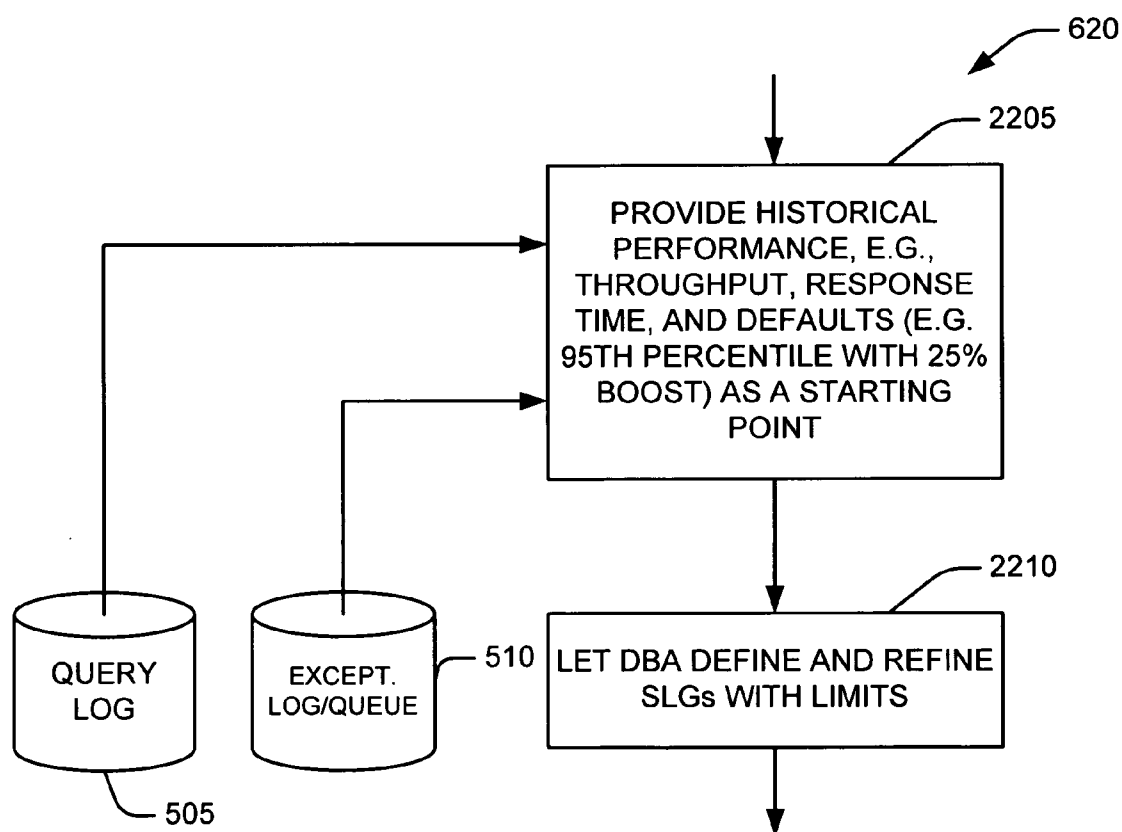 620
2205
PROVIDE HISTORICAL
PERFORMANCE, E.G.,
THROUGHPUT, RESPONSE
TIME, AND DEFAULTS (E.G.
95TH PERCENTILE WITH 25%
BOOST) AS A STARTING
POINT
2210
LET DBA DEFINE AND REFINE
SLGs WITH LIMITS
QUERY
LOG
505
EXCEPT.
LOG/QUEUE
510